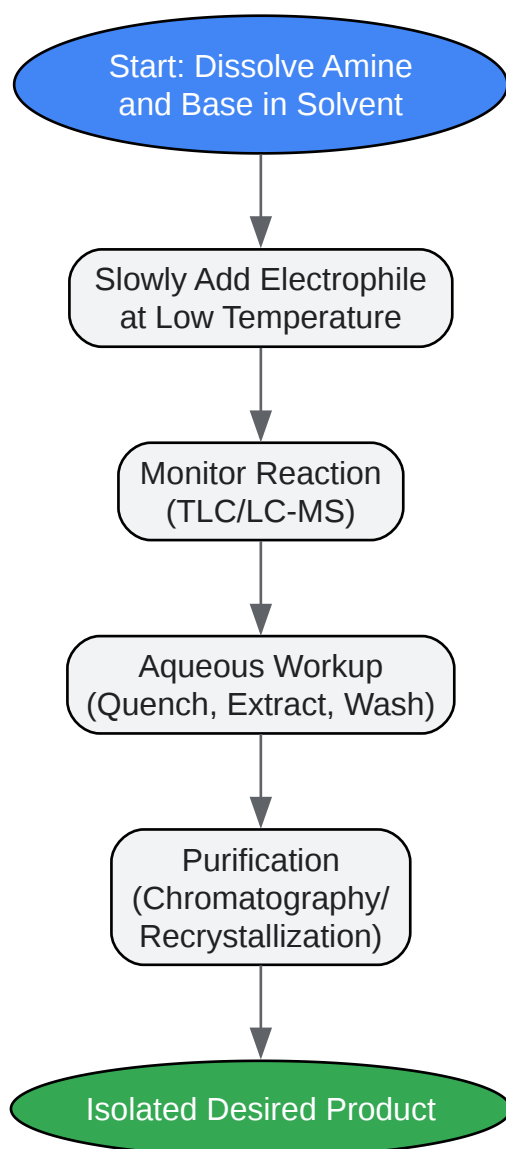 Start: Dissolve Amine
and Base in Solvent
Slowly Add Electrophile
at Low Temperature
Monitor Reaction
(TLC/LC-MS)
Aqueous Workup
(Quench, Extract, Wash)
Purification
(Chromatography/
Recrystallization)
Isolated Desired Product